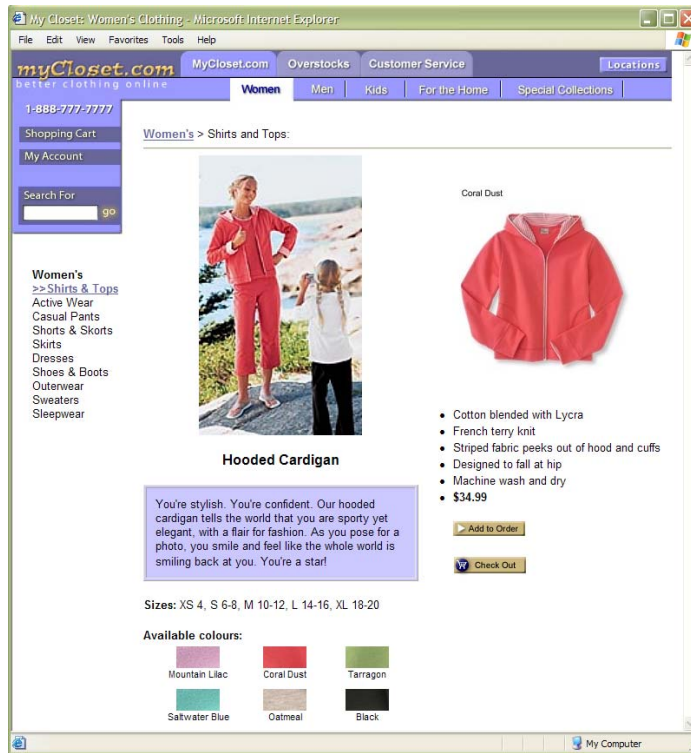 My Closet: Women's Clothing - Microsoft Internet Explorer
File Edit View Favorites Tools Help
myCloset.com
better clothing online
MyCloset.com Overstocks Customer Service Locations
Women Men Kids For the Home Special Collections
1-888-777-7777
Shopping Cart
My Account
Search For
go
Women's > Shirts and Tops:
Women's
>>Shirts & Tops
Active Wear
Casual Pants
Shorts & Skorts
Skirts
Dresses
Shoes & Boots
Outerwear
Sweaters
Sleepwear
Hooded Cardigan
You're stylish. You're confident. Our hooded
cardigan tells the world that you are sporty yet
elegant, with a flair for fashion. As you pose for a
photo, you smile and feel like the whole world is
smiling back at you. You're a star!
Coral Dust
• Cotton blended with Lycra
• French terry knit
• Striped fabric peeks out of hood and cuffs
• Designed to fall at hip
• Machine wash and dry
• $34.99
Add to Order
Check Out
Sizes: XS 4, S 6-8, M 10-12, L 14-16, XL 18-20
Available colours:
Mountain Lilac Coral Dust Tarragon
Saltwater Blue Oatmeal Black
My Computer